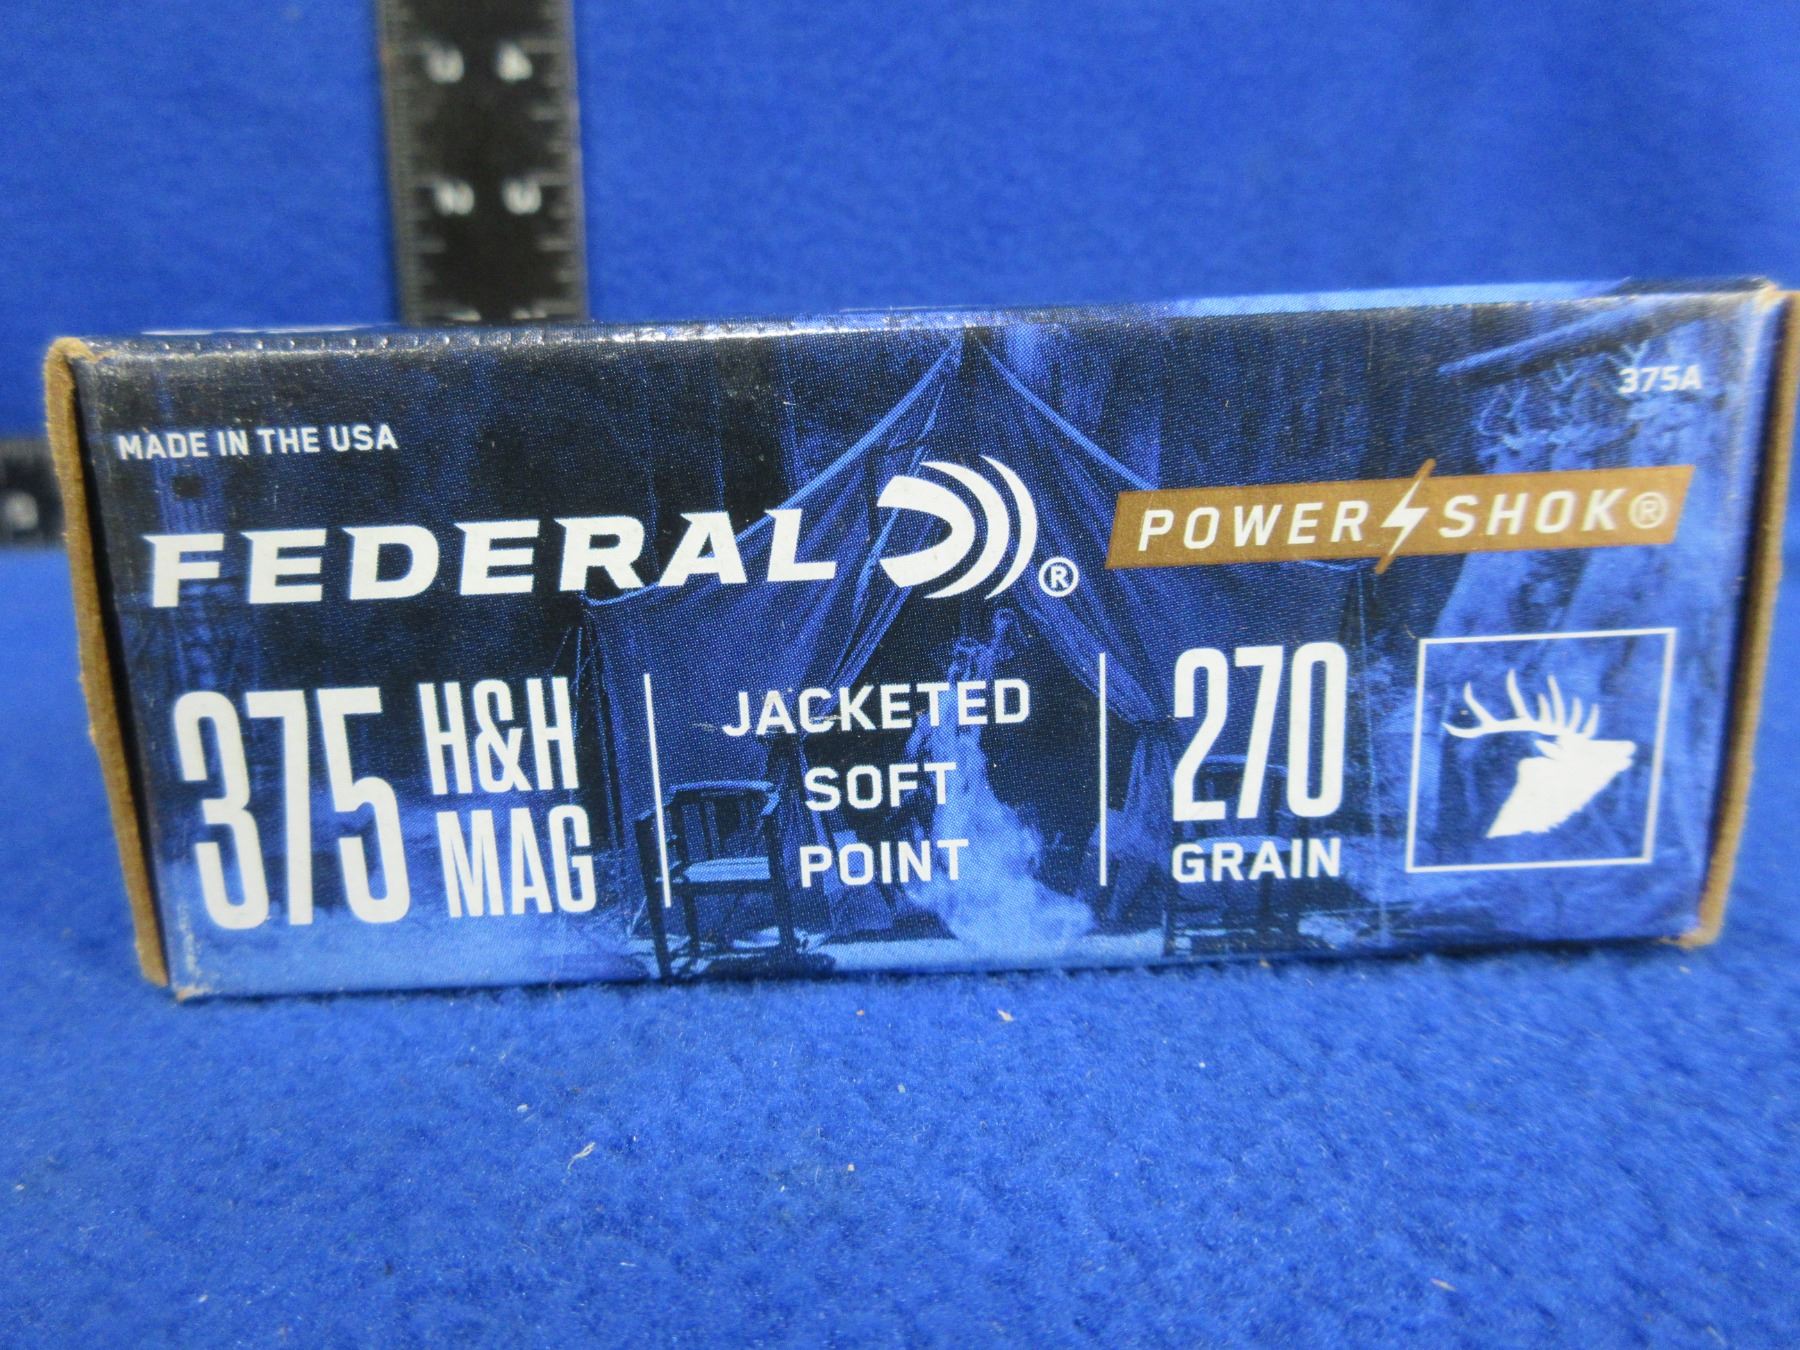 375A
MADE IN THE USA
FEDERAL ®
POWER SHOK®
375 H&H MAG
JACKETED
SOFT
POINT
270
GRAIN